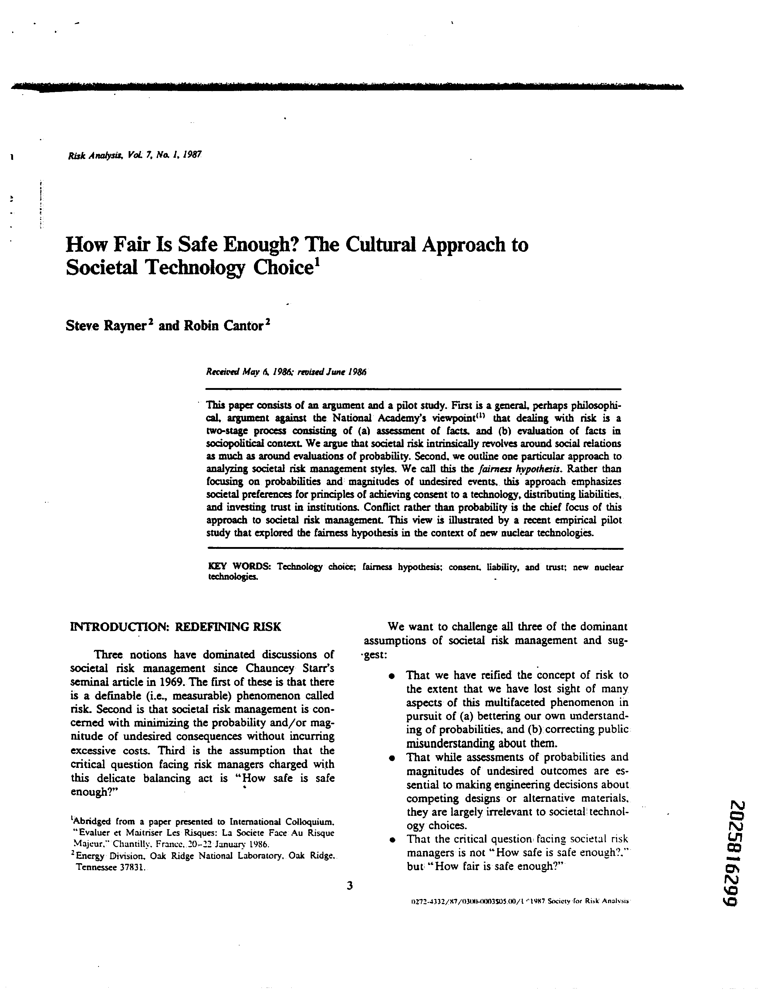 Risk Analysis, Vol. 7, No. 1, 1987
How Fair Is Safe Enough? The Cultural Approach to
Societal Technology Choice¹
Steve Rayner² and Robin Cantor²
Received May 6, 1986; revised June 1986
This paper consists of an argument and a pilot study. First is a general, perhaps philosophi-
cal, argument against the National Academy's viewpoint⁽¹⁾ that dealing with risk is a
two-stage process consisting of (a) assessment of facts, and (b) evaluation of facts in
sociopolitical context. We argue that societal risk intrinsically revolves around social relations
as much as around evaluations of probability. Second, we outline one particular approach to
analyzing societal risk management styles. We call this the fairness hypothesis. Rather than
focusing on probabilities and magnitudes of undesired events, this approach emphasizes
societal preferences for principles of achieving consent to a technology, distributing liabilities,
and investing trust in institutions. Conflict rather than probability is the chief focus of this
approach to societal risk management. This view is illustrated by a recent empirical pilot
study that explored the fairness hypothesis in the context of new nuclear technologies.
KEY WORDS: Technology choice; fairness hypothesis; consent, liability, and trust; new nuclear
technologies.
INTRODUCTION: REDEFINING RISK
Three notions have dominated discussions of
societal risk management since Chauncey Starr's
seminal article in 1969. The first of these is that there
is a definable (i.e., measurable) phenomenon called
risk. Second is that societal risk management is con-
cerned with minimizing the probability and/or mag-
nitude of undesired consequences without incurring
excessive costs. Third is the assumption that the
critical question facing risk managers charged with
this delicate balancing act is "How safe is safe
enough?"
¹Abridged from a paper presented to International Colloquium,
"Evaluer et Maitriser Les Risques: La Societe Face Au Risque
Majeur," Chantilly, France, 20–22 January 1986.
²Energy Division, Oak Ridge National Laboratory, Oak Ridge,
Tennessee 37831.
We want to challenge all three of the dominant
assumptions of societal risk management and sug-
gest:
● That we have reified the concept of risk to
the extent that we have lost sight of many
aspects of this multifaceted phenomenon in
pursuit of (a) bettering our own understand-
ing of probabilities, and (b) correcting public
misunderstanding about them.
● That while assessments of probabilities and
magnitudes of undesired outcomes are es-
sential to making engineering decisions about
competing designs or alternative materials,
they are largely irrelevant to societal technol-
ogy choices.
● That the critical question facing societal risk
managers is not "How safe is safe enough?,"
but "How fair is safe enough?"
3
0272-4332/87/0300-0003$05.00/1 ©1987 Society for Risk Analysis
2025816299